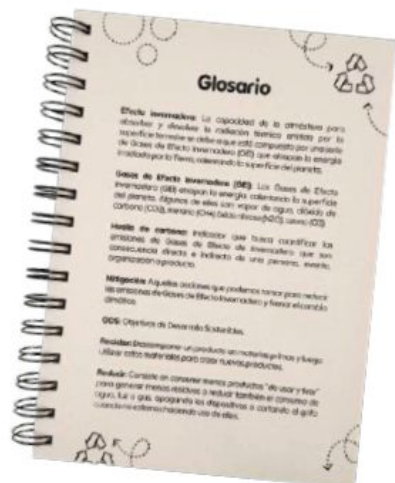 Glosario
Efecto invernadero: La capacidad de la atmósfera para
absorber y devolver la radiación térmica emitida por la
superficie terrestre se debe a que está compuesta por una serie
de Gases de Efecto Invernadero (GEI) que atrapan la energía
irradiada por la Tierra, calentando la superficie del planeta.
Gases de Efecto Invernadero (GEI): Los Gases de Efecto
Invernadero (GEI) atrapan la energía, calentando la superficie
del planeta. Algunos de ellos son: vapor de agua, dióxido de
carbono (CO2), metano (CH4), óxido nitroso (N2O), ozono (O3)
Huella de carbono: Indicador que busca cuantificar las
emisiones de Gases de Efecto de Invernadero que son
consecuencia directa e indirecta de una persona, evento,
organización o producto.
Mitigación: Aquellas acciones que podemos tomar para reducir
las emisiones de Gases de Efecto Invernadero y frenar el cambio
climático.
ODS: Objetivos de Desarrollo Sostenibles.
Reciclar: Descomponer un producto en materias primas y luego
utilizar estos materiales para crear nuevos productos.
Reducir: Consiste en consumir menos productos "de usar y tirar"
para generar menos residuos o reducir también el consumo de
agua, luz o gas, apagando los dispositivos o cortando el grifo
cuando no estemos haciendo uso de ellos.